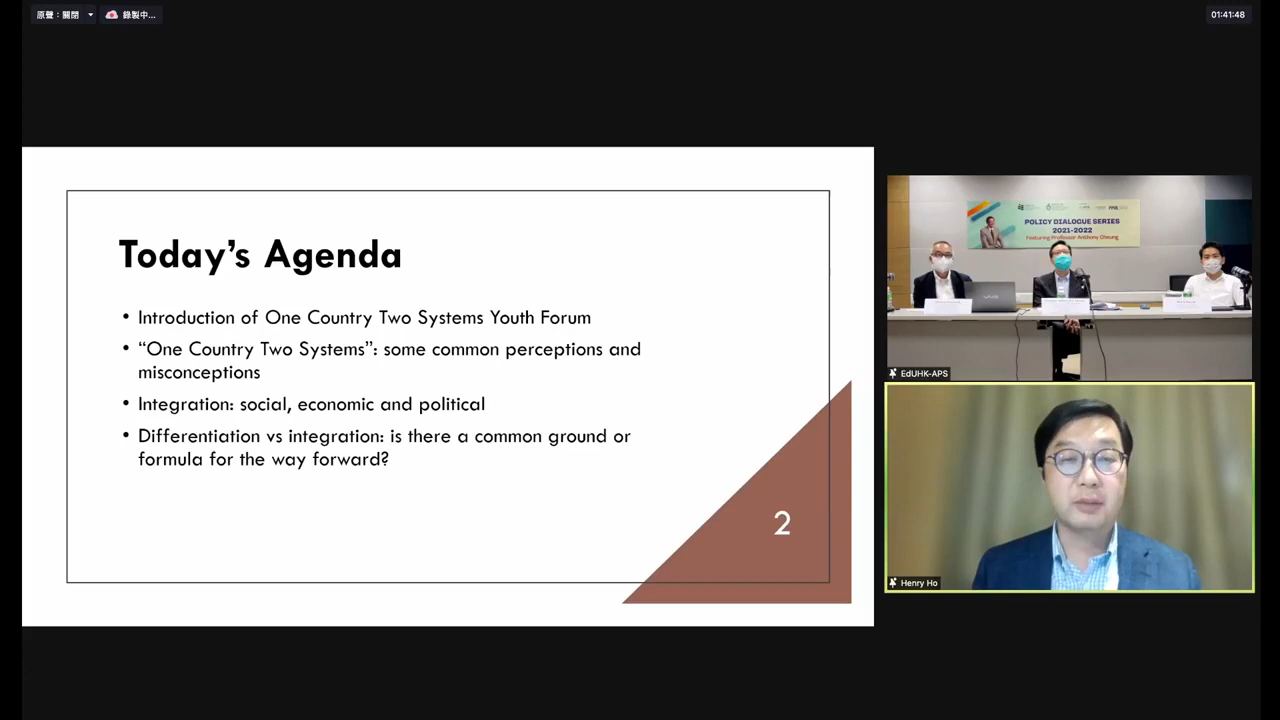 原聲：關閉
錄製中...
01:41:48
Today's Agenda
• Introduction of One Country Two Systems Youth Forum
• “One Country Two Systems”: some common perceptions and
misconceptions
• Integration: social, economic and political
• Differentiation vs integration: is there a common ground or
formula for the way forward?
2
POLICY DIALOGUE SERIES
2021-2022
Featuring Professor Anthony Cheung
EdUHK-APS
Henry Ho